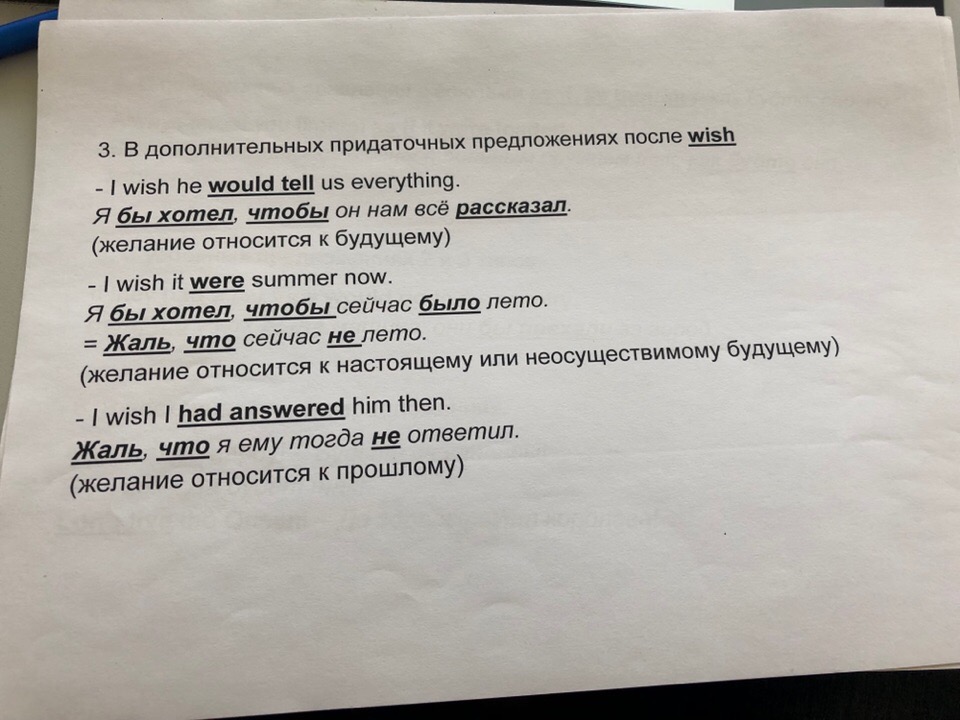 3. В дополнительных придаточных предложениях после wish
- I wish he would tell us everything.
Я бы хотел, чтобы он нам всё рассказал.
(желание относится к будущему)
- I wish it were summer now.
Я бы хотел, чтобы сейчас было лето.
= Жаль, что сейчас не лето.
(желание относится к настоящему или неосуществимому будущему)
- I wish I had answered him then.
Жаль, что я ему тогда не ответил.
(желание относится к прошлому)